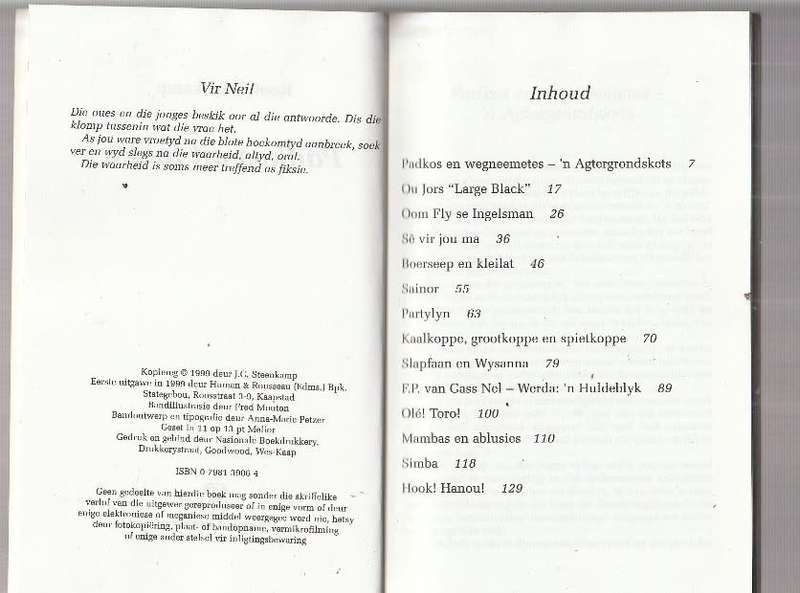 Vir Neil
Die oues en die jonges beskik oor al die antwoorde. Dis die
klomp tussenin wat die vrae het.
As jou ware vroetyd na die blote hoekomtyd aanbreek, soek
ver en wyd slegs na die waarheid, altyd, oral.
Die waarheid is soms meer treffend as fiksie.
Kopiereg © 1999 deur J.C. Steenkamp
Eerste uitgawe in 1999 deur Human & Rousseau (Edms.) Bpk.
Stategebou, Roosstraat 3-9, Kaapstad
Bandillustrasie deur Fred Mouton
Bandontwerp en tipografie deur Anna-Marie Petzer
Geset in 11 op 13 pt Melior
Gedruk en gebind deur Nasionale Boekdrukkery,
Drukkerystraat, Goodwood, Wes-Kaap
ISBN 0 7981 3906 4
Geen gedeelte van hierdie boek mag sonder die skriftelike
verlof van die uitgewer gereproduseer of in enige vorm of deur
enige elektroniese of meganiese middel weergegee word nie, hetsy
deur fotokopiëring, plaat- of bandopname, vermikrofilming
of enige ander stelsel vir inligtingsbewaring
Inhoud
Padkos en wegneemetes – 'n Agtergrondskets 7
Ou Jors “Large Black” 17
Oom Fly se Ingelsman 26
Sê vir jou ma 36
Boerseep en kleilat 46
Sainor 55
Partylyn 63
Kaalkoppe, grootkoppe en spietkoppe 70
Slapfaan en Wysanna 79
F.P. van Gass Nel – Werda: 'n Huldeblyk 89
Olé! Toro! 100
Mambas en ablusies 110
Simba 118
Hook! Hanou! 129